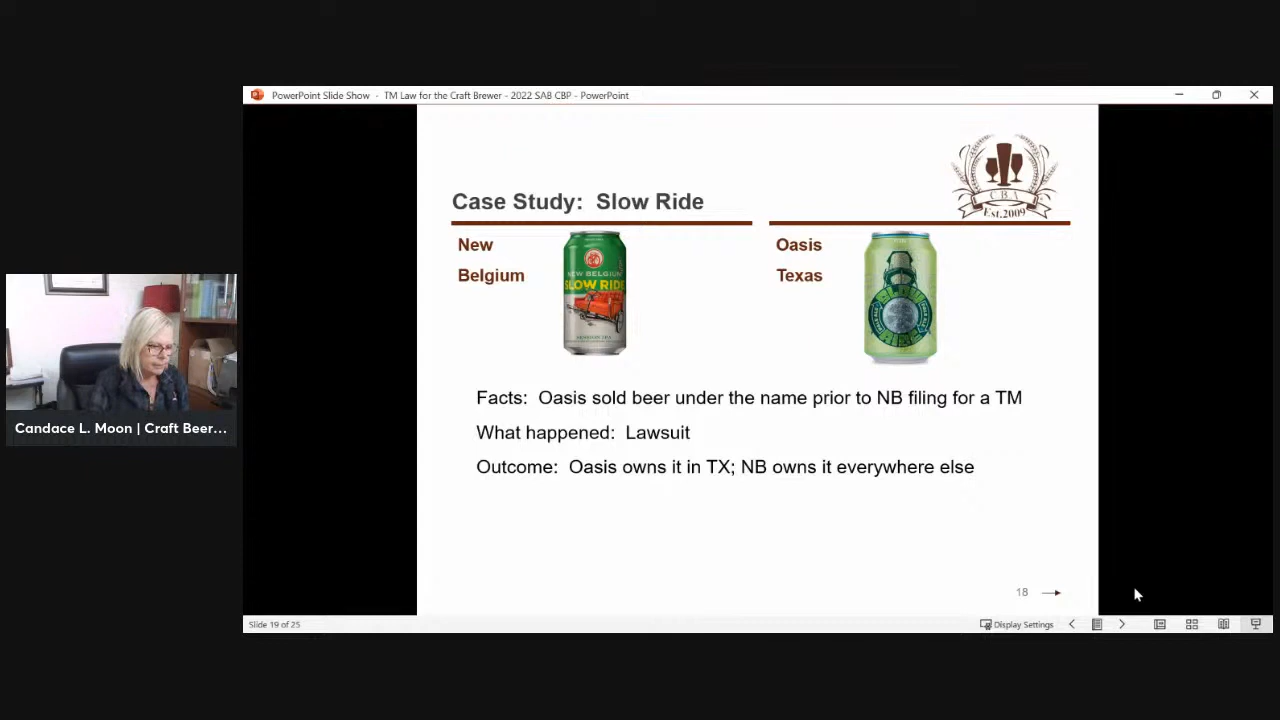 PowerPoint Slide Show - TM Law for the Craft Brewer - 2022 SAB CBP - PowerPoint
CBA
Est.2009
Case Study: Slow Ride
New
Belgium
NEW BELGIUM
SLOW RIDE
Oasis
Texas
SLOW
RIDE
Facts: Oasis sold beer under the name prior to NB filing for a TM
What happened: Lawsuit
Outcome: Oasis owns it in TX; NB owns it everywhere else
Candace L. Moon | Craft Beer...
18
Slide 19 of 25
Display Settings